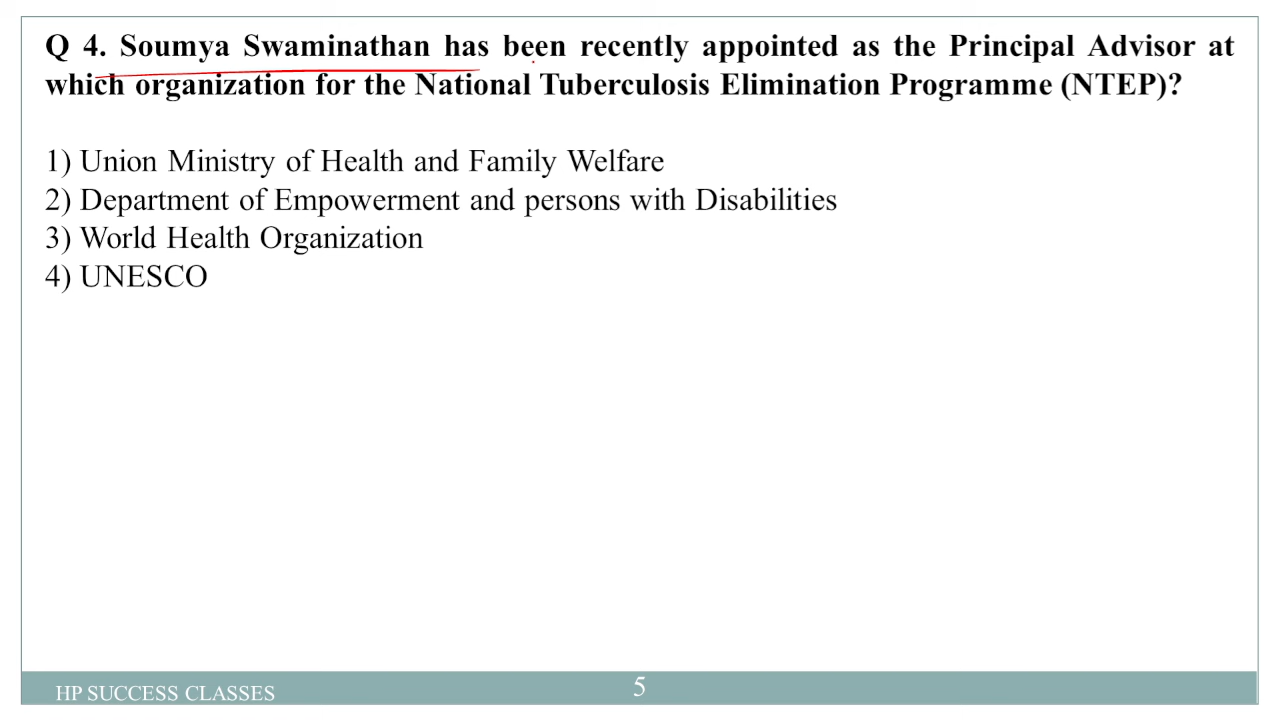 Q 4. Soumya Swaminathan has been recently appointed as the Principal Advisor at
which organization for the National Tuberculosis Elimination Programme (NTEP)?
1) Union Ministry of Health and Family Welfare
2) Department of Empowerment and persons with Disabilities
3) World Health Organization
4) UNESCO
HP SUCCESS CLASSES
5